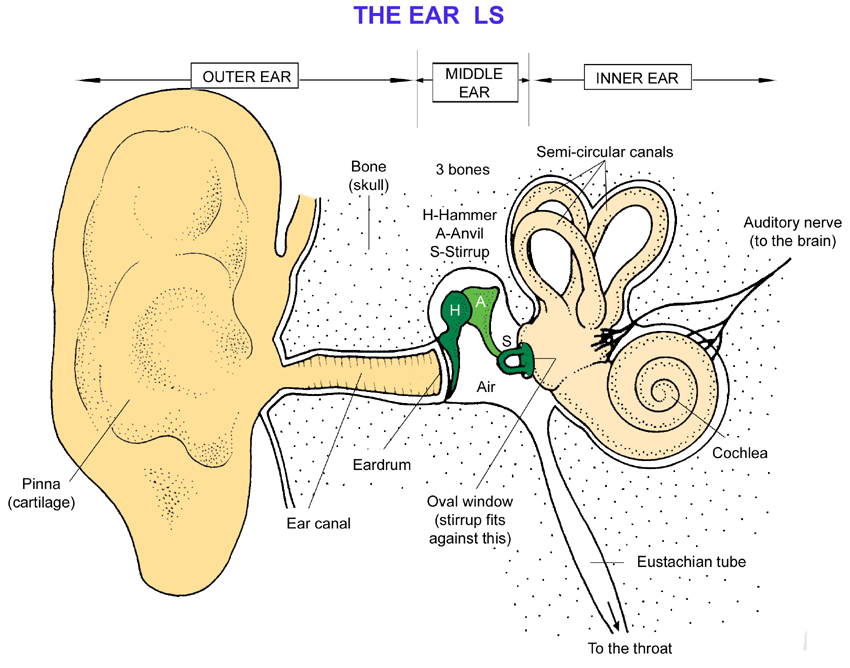 THE EAR LS
OUTER EAR
MIDDLE
EAR
INNER EAR
Semi-circular canals
Bone
(skull)
3 bones
H-Hammer
A-Anvil
S-Stirrup
Auditory nerve
(to the brain)
H
A
S
Air
Cochlea
Eardrum
Pinna
(cartilage)
Ear canal
Oval window
(stirrup fits
against this)
Eustachian tube
To the throat